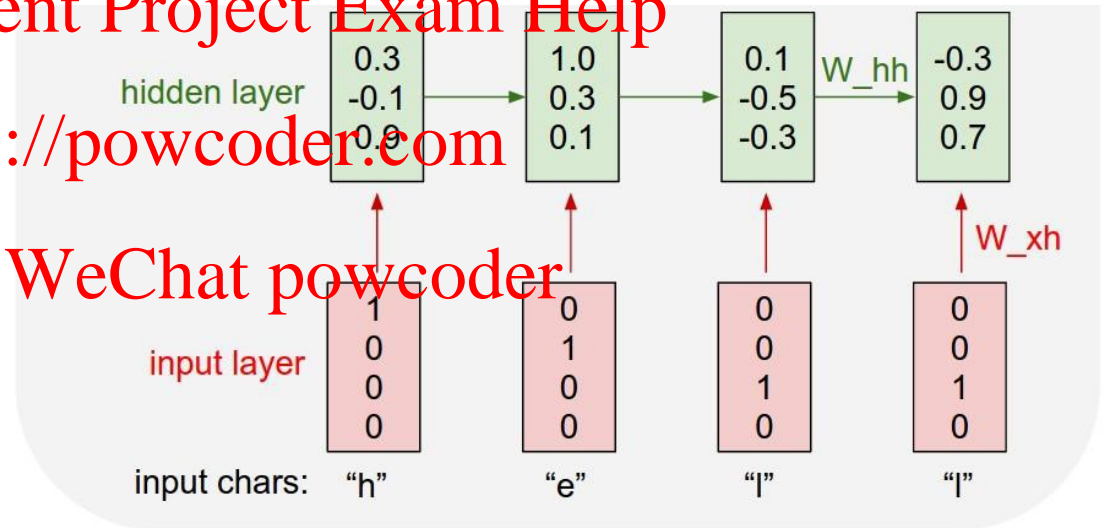 ent Project Exam Help
0.3 1.0 0.1 W_hh -0.3
hidden layer -0.1 0.3 -0.5 0.9
0.9 0.1 -0.3 0.7
://powcoder.com
W_xh
WeChat powcoder
1 0 0 0
input layer 0 1 0 0
0 0 1 1
0 0 0 0
input chars: “h” “e” “l” “l”